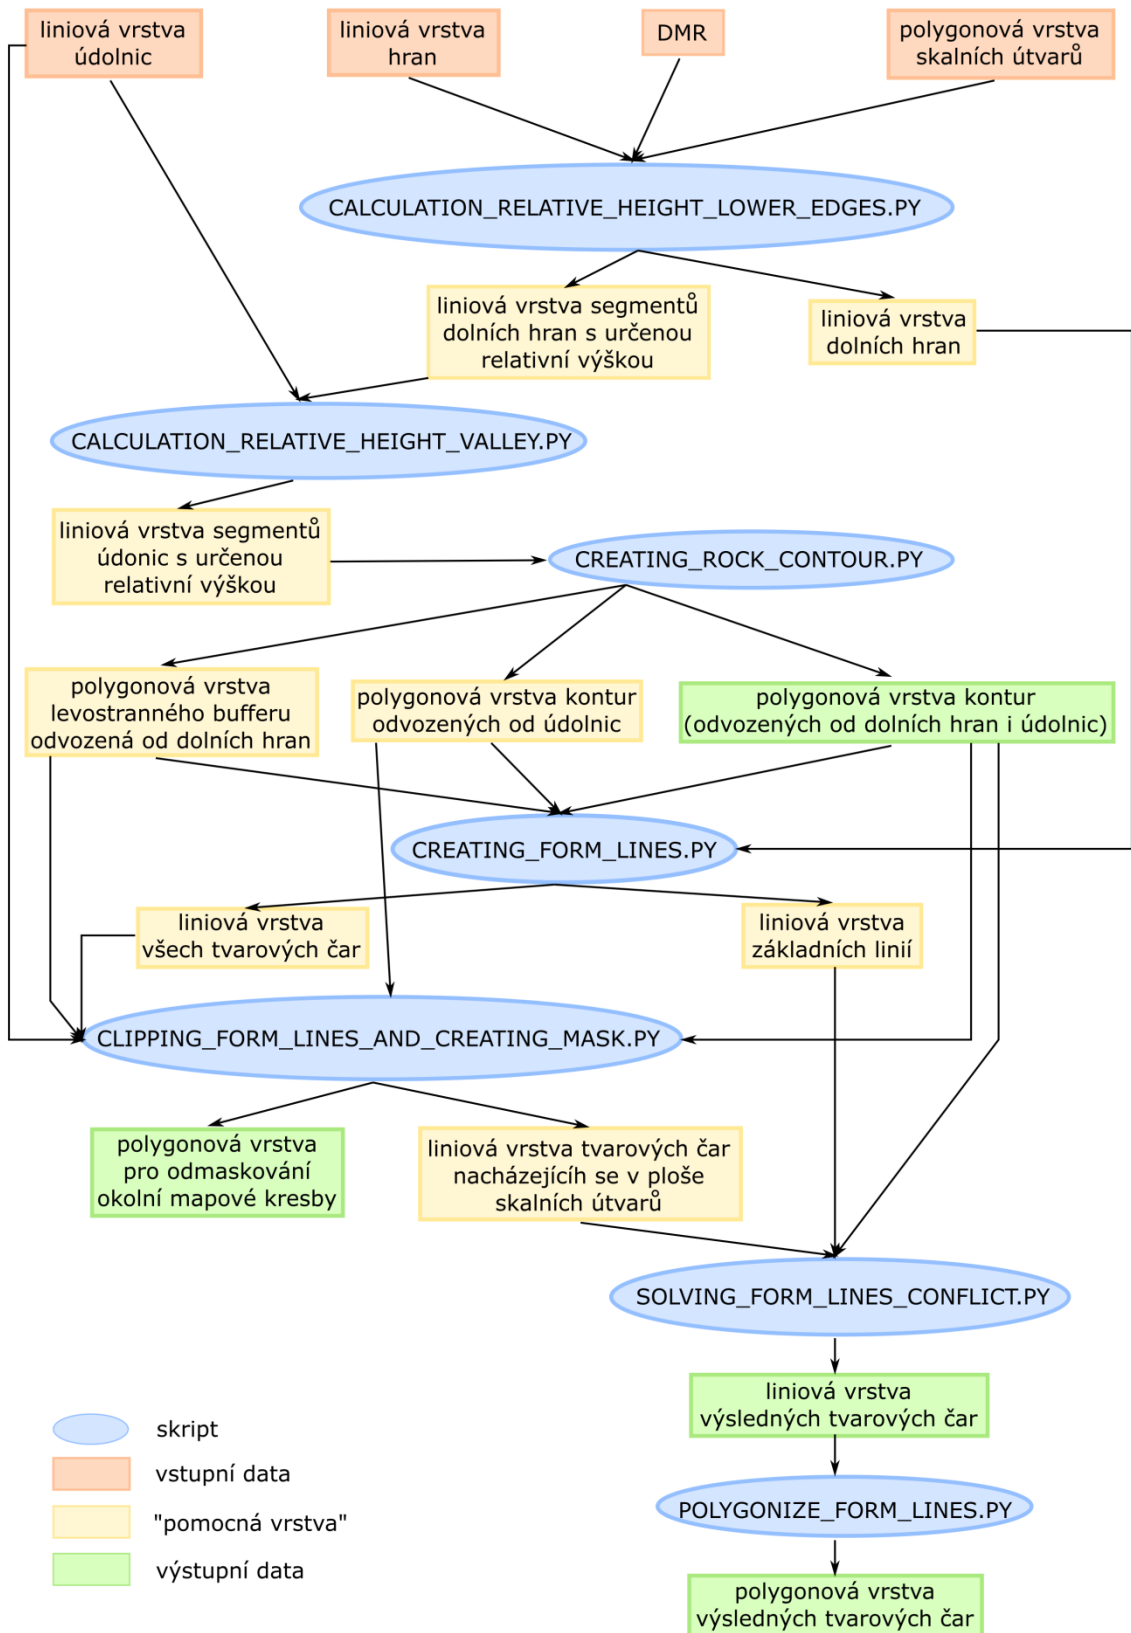 liniová vrstva
údolnic
liniová vrstva
hran
DMR
polygonová vrstva
skalních útvarů
CALCULATION_RELATIVE_HEIGHT_LOWER_EDGES.PY
liniová vrstva segmentů
dolních hran s určenou
relativní výškou
liniová vrstva
dolních hran
CALCULATION_RELATIVE_HEIGHT_VALLEY.PY
liniová vrstva segmentů
údonic s určenou
relativní výškou
CREATING_ROCK_CONTOUR.PY
polygonová vrstva
levostranného bufferu
odvozená od dolních hran
polygonová vrstva kontur
odvozených od údolnic
polygonová vrstva kontur
(odvozených od dolních hran i údolnic)
CREATING_FORM_LINES.PY
liniová vrstva
všech tvarových čar
liniová vrstva
základních linií
CLIPPING_FORM_LINES_AND_CREATING_MASK.PY
polygonová vrstva
pro odmaskování
okolní mapové kresby
liniová vrstva tvarových čar
nacházejícíh se v ploše
skalních útvarů
SOLVING_FORM_LINES_CONFLICT.PY
liniová vrstva
výsledných tvarových čar
POLYGONIZE_FORM_LINES.PY
polygonová vrstva
výsledných tvarových čar
skript
vstupní data
"pomocná vrstva"
výstupní data